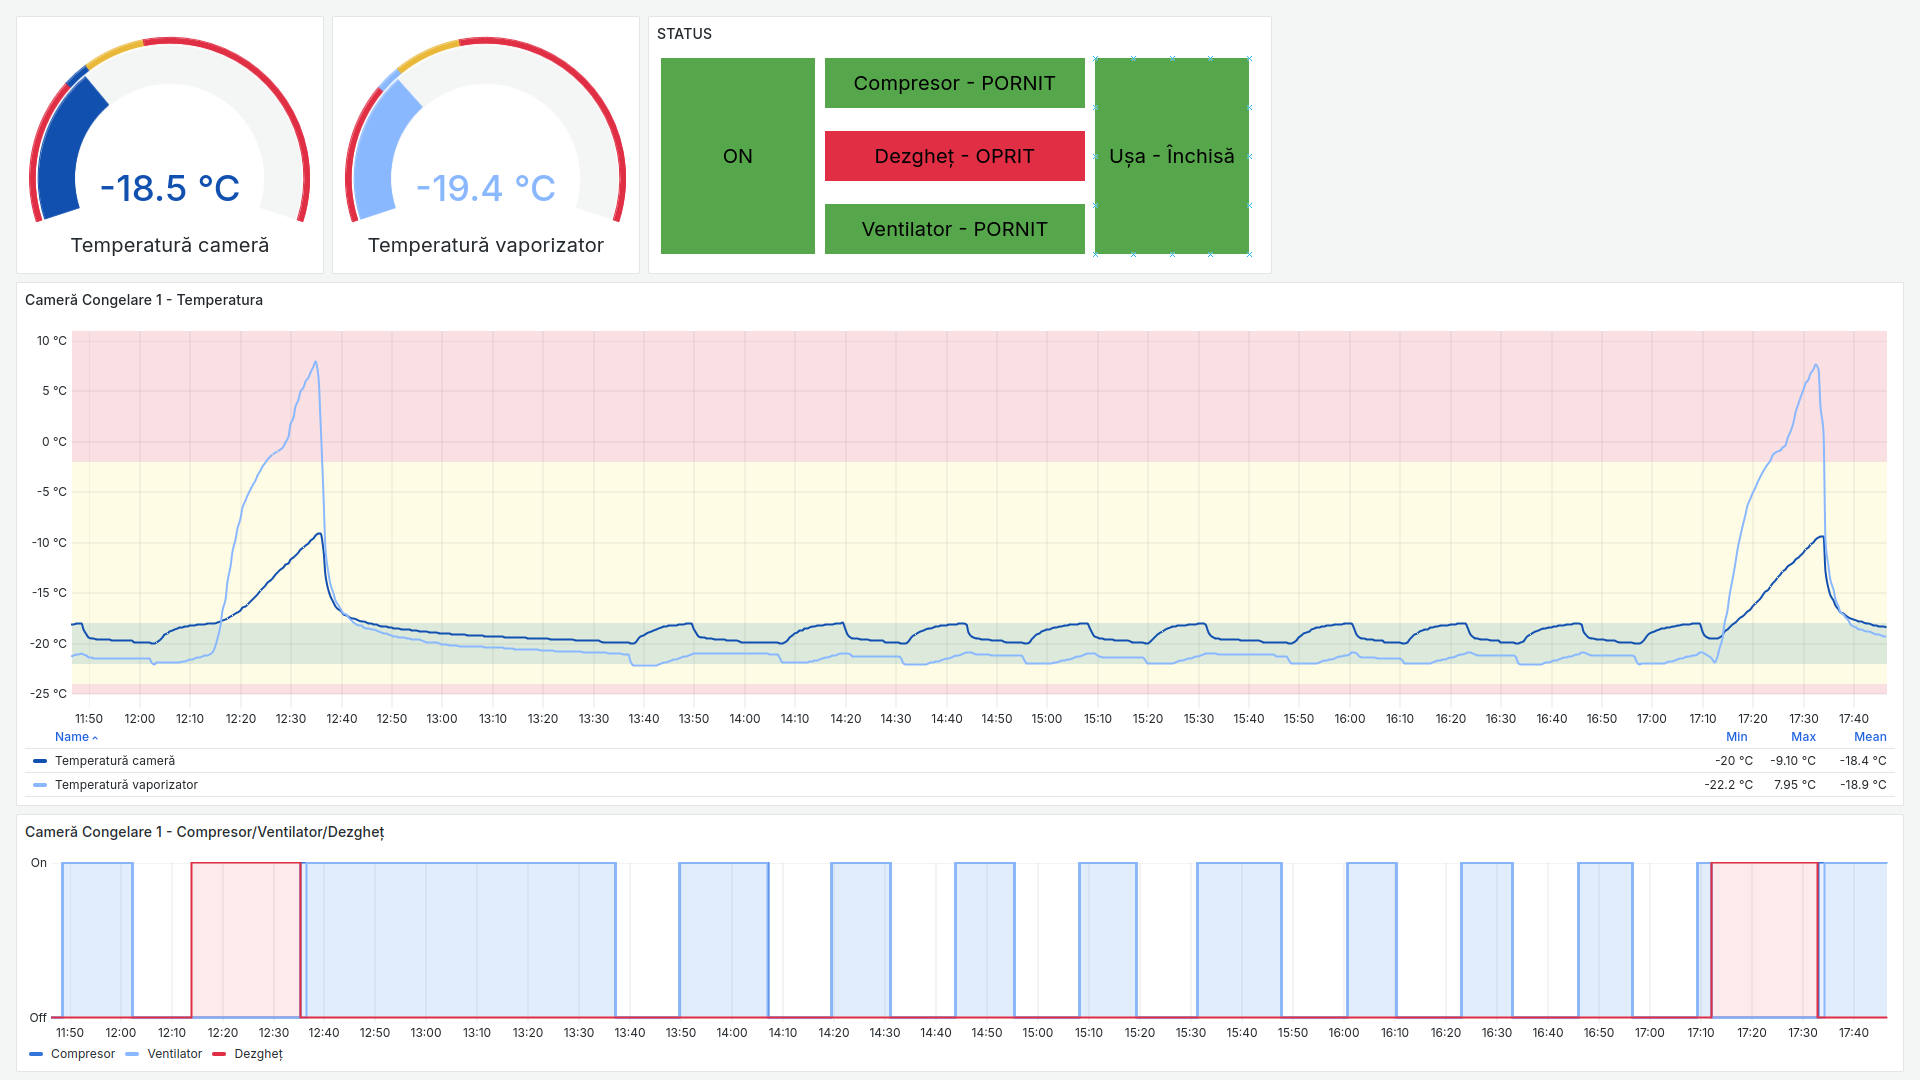 -18.5 °C
Temperatură cameră
-19.4 °C
Temperatură vaporizator
STATUS
ON
Compresor - PORNIT
Dezgheț - OPRIT
Ventilator - PORNIT
Ușa - Închisă
Cameră Congelare 1 - Temperatura
10 °C
5 °C
0 °C
-5 °C
-10 °C
-15 °C
-20 °C
-25 °C
11:50 12:00 12:10 12:20 12:30 12:40 12:50 13:00 13:10 13:20 13:30 13:40 13:50 14:00 14:10 14:20 14:30 14:40 14:50 15:00 15:10 15:20 15:30 15:40 15:50 16:00 16:10 16:20 16:30 16:40 16:50 17:00 17:10 17:20 17:30 17:40
Name Min Max Mean
Temperatură cameră -20 °C -9.10 °C -18.4 °C
Temperatură vaporizator -22.2 °C 7.95 °C -18.9 °C
Cameră Congelare 1 - Compresor/Ventilator/Dezgheț
On
Off
11:50 12:00 12:10 12:20 12:30 12:40 12:50 13:00 13:10 13:20 13:30 13:40 13:50 14:00 14:10 14:20 14:30 14:40 14:50 15:00 15:10 15:20 15:30 15:40 15:50 16:00 16:10 16:20 16:30 16:40 16:50 17:00 17:10 17:20 17:30 17:40
Compresor Ventilator Dezgheț